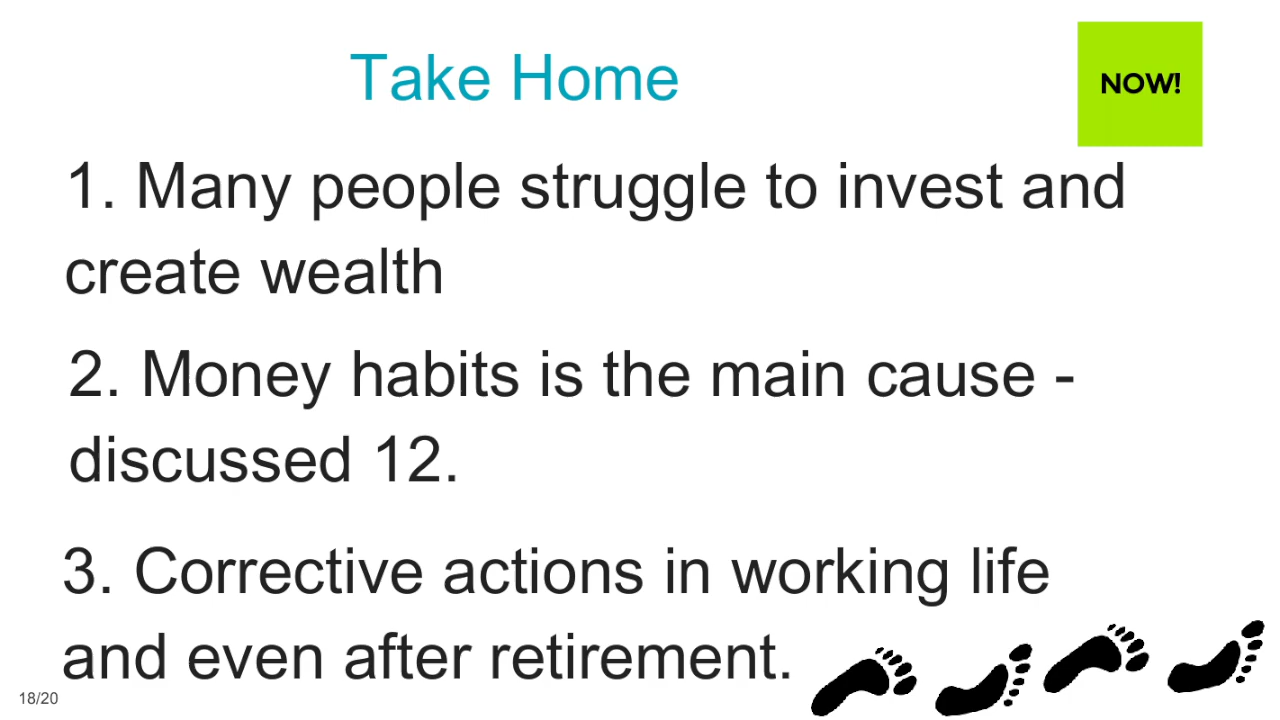 Take Home
NOW!
1. Many people struggle to invest and
create wealth
2. Money habits is the main cause -
discussed 12.
3. Corrective actions in working life
and even after retirement.
18/20